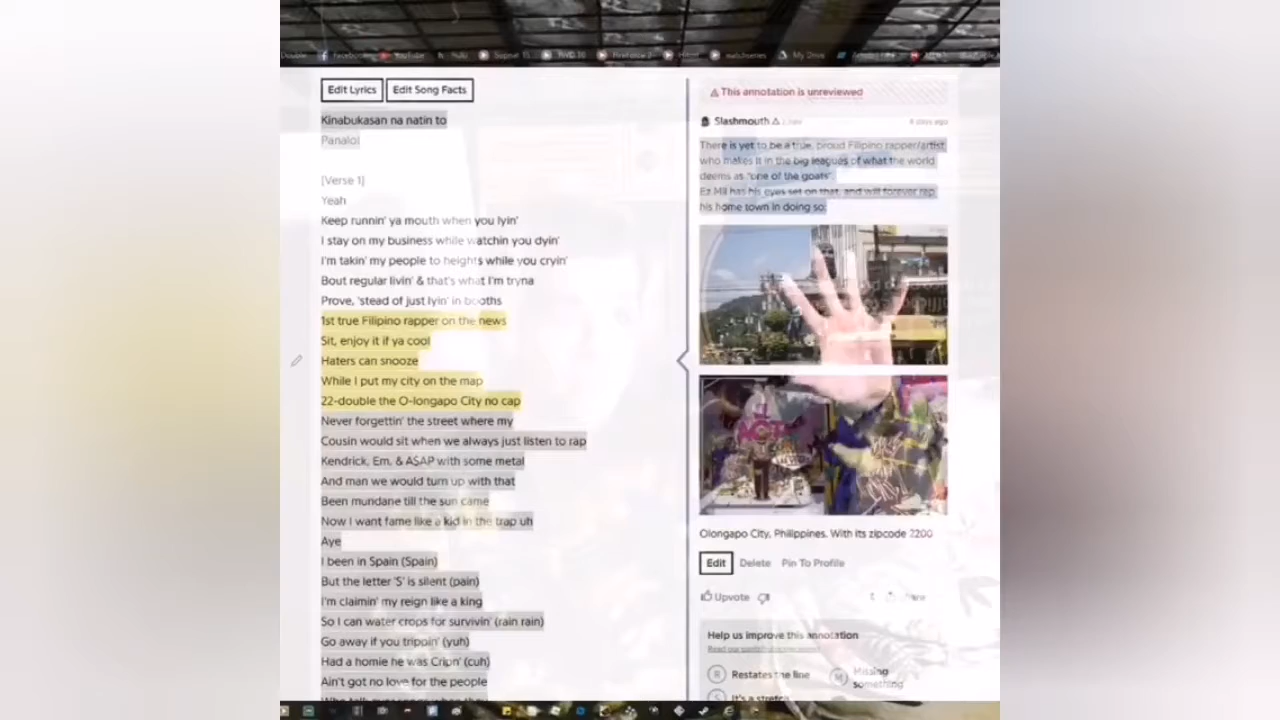 Facebook
YouTube
My Drive
Edit Lyrics
Edit Song Facts
Kinabukasan na natin to
Panalo!
[Verse 1]
Yeah
Keep runnin' ya mouth when you lyin'
I stay on my business while watchin you dyin'
I'm takin' my people to heights while you cryin'
Bout regular livin' & that's what I'm tryna
Prove, 'stead of just lyin' in booths
1st true Filipino rapper on the news
Sit, enjoy it if ya cool
Haters can snooze
While I put my city on the map
22-double the O-longapo City no cap
Never forgettin' the street where my
Cousin would sit when we always just listen to rap
Kendrick, Em, & ASAP with some metal
And man we would turn up with that
Been mundane till the sun came
Now I want fame like a kid in the trap uh
Aye
I been in Spain (Spain)
But the letter 'S' is silent (pain)
I'm claimin' my reign like a king
So I can water crops for survivin' (rain rain)
Go away if you trippin' (yuh)
Had a homie he was Cripn' (cuh)
Ain't got no love for the people
This annotation is unreviewed
Slashmouth
6 days ago
There is yet to be a true, proud Filipino rapper/artist
who makes it in the big leagues of what the world
deems as "one of the goats".
Ez Mil has his eyes set on that, and will forever rep
his home town in doing so:
Olongapo City, Philippines. With its zipcode 2200
Edit
Delete
Pin To Profile
Upvote
Help us improve this annotation
R Restates the line
M Missing
something
S It's a stretch